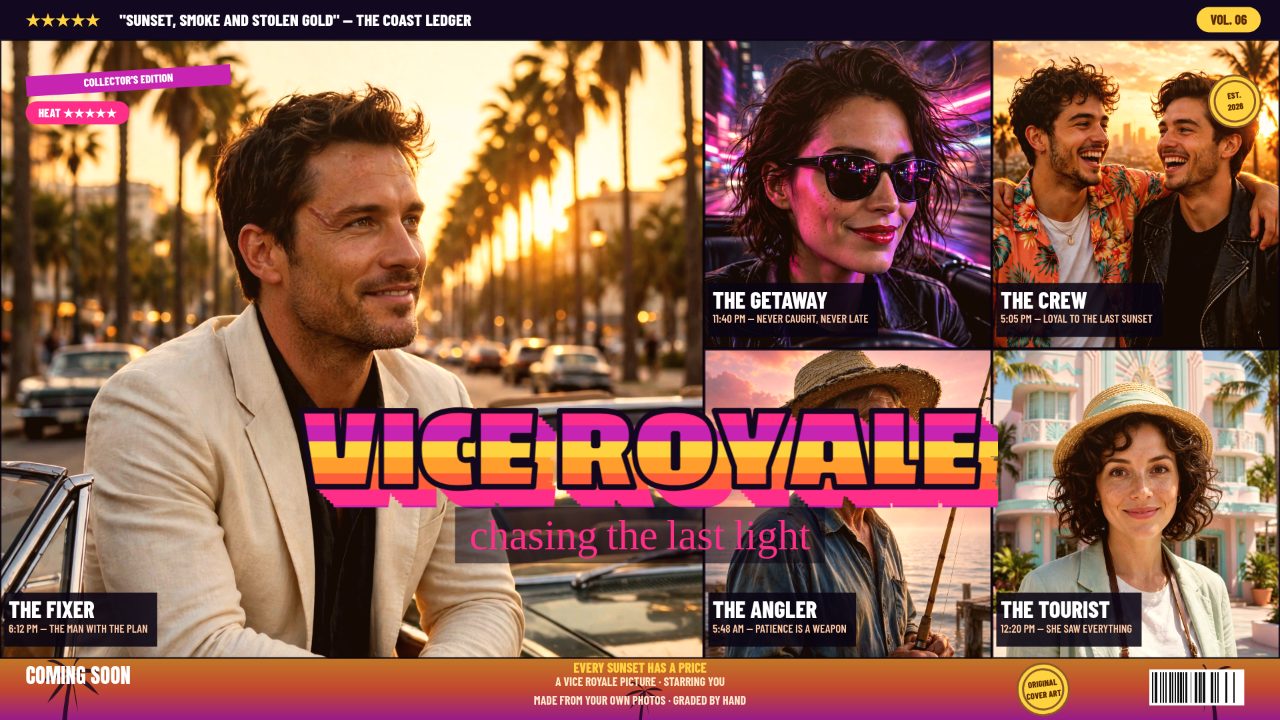 ★★★★★ "SUNSET, SMOKE AND STOLEN GOLD" — THE COAST LEDGER
VOL. 06
COLLECTOR'S EDITION
HEAT ★★★★★
EST.
2026
THE GETAWAY
11:40 PM — NEVER CAUGHT, NEVER LATE
THE CREW
5:05 PM — LOYAL TO THE LAST SUNSET
VICE ROYALE
chasing the last light
THE FIXER
6:12 PM — THE MAN WITH THE PLAN
THE ANGLER
5:48 AM — PATIENCE IS A WEAPON
THE TOURIST
12:20 PM — SHE SAW EVERYTHING
COMING SOON
EVERY SUNSET HAS A PRICE
A VICE ROYALE PICTURE · STARRING YOU
MADE FROM YOUR OWN PHOTOS · GRADED BY HAND
ORIGINAL
COVER ART